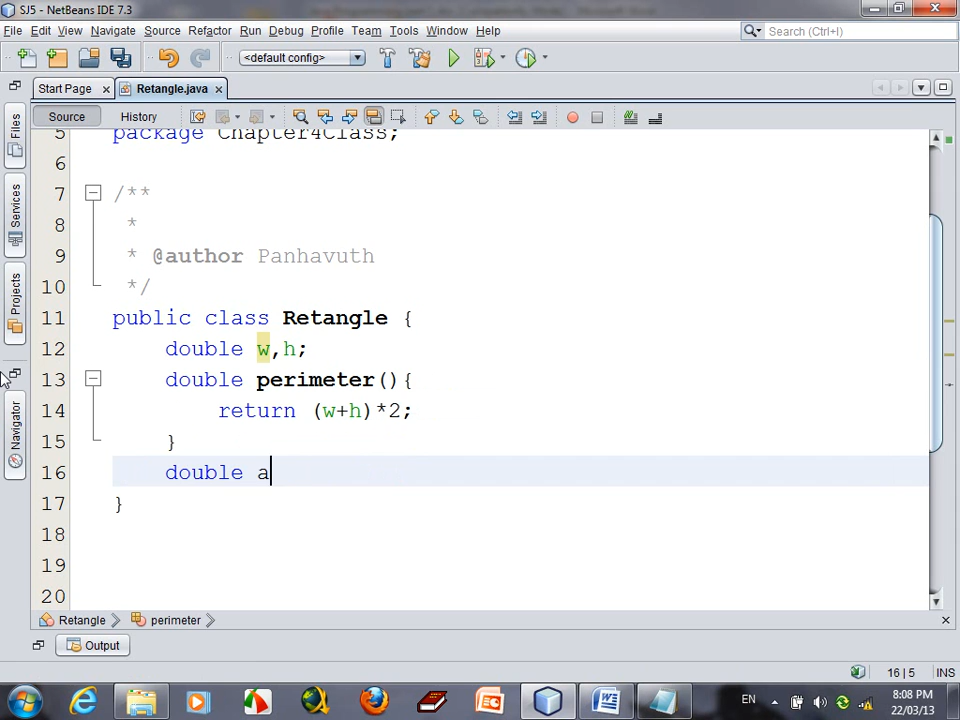 SJ5 - NetBeans IDE 7.3
File Edit View Navigate Source Refactor Run Debug Profile Team Tools Window Help
Search (Ctrl+I)
<default config>
Start Page
Retangle.java
Source History
Files
Services
Projects
Navigator
5 package Chapter4Class;
6
7 /**
8 *
9 * @author Panhavuth
10 */
11 public class Retangle {
12 double w,h;
13 double perimeter(){
14 return (w+h)*2;
15 }
16 double a
17 }
18
19
20
Retangle perimeter
Output
16|5 INS
EN
8:08 PM
22/03/13